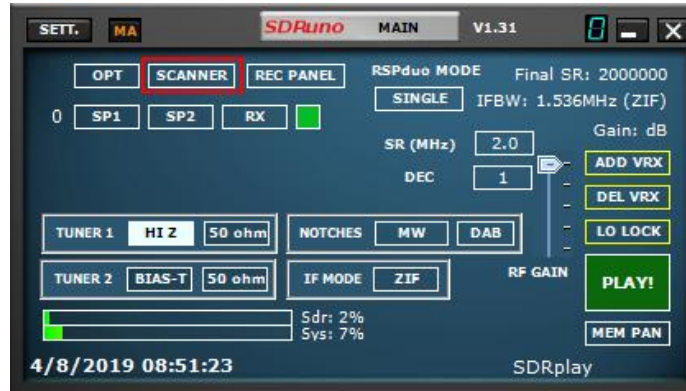 SETT. MA SDRuno MAIN V1.31 8
OPT SCANNER REC PANEL RSPduo MODE Final SR: 2000000
SINGLE IFBW: 1.536MHz (ZIF)
0 SP1 SP2 RX Gain: dB
SR (MHz) 2.0 ADD VRX
DEC 1 DEL VRX
TUNER 1 HI Z 50 ohm NOTCHES MW DAB LO LOCK
TUNER 2 BIAS-T 50 ohm IF MODE ZIF RF GAIN PLAY!
Sdr: 2%
Sys: 7% MEM PAN
4/8/2019 08:51:23 SDRplay